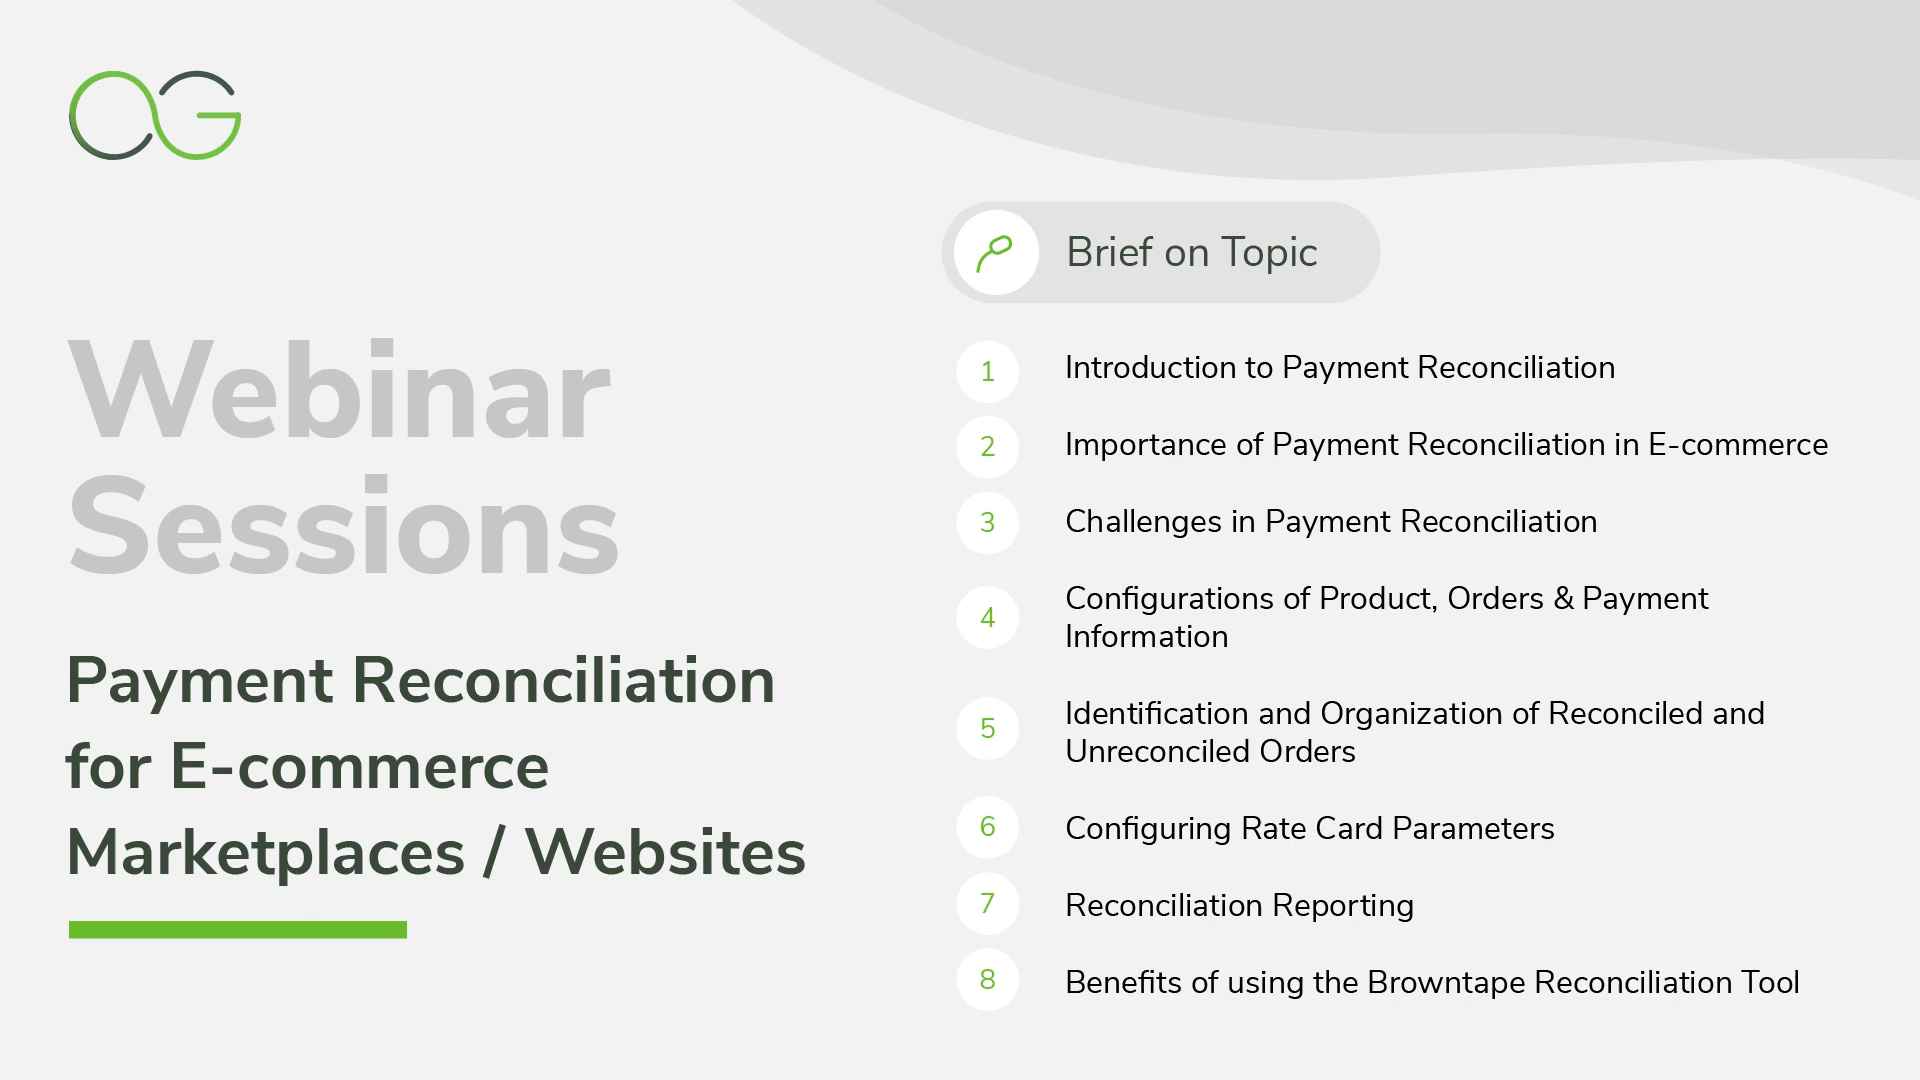 OG
Webinar
Sessions
Payment Reconciliation
for E-commerce
Marketplaces / Websites
Brief on Topic
1 Introduction to Payment Reconciliation
2 Importance of Payment Reconciliation in E-commerce
3 Challenges in Payment Reconciliation
4 Configurations of Product, Orders & Payment
Information
5 Identification and Organization of Reconciled and
Unreconciled Orders
6 Configuring Rate Card Parameters
7 Reconciliation Reporting
8 Benefits of using the Browntape Reconciliation Tool